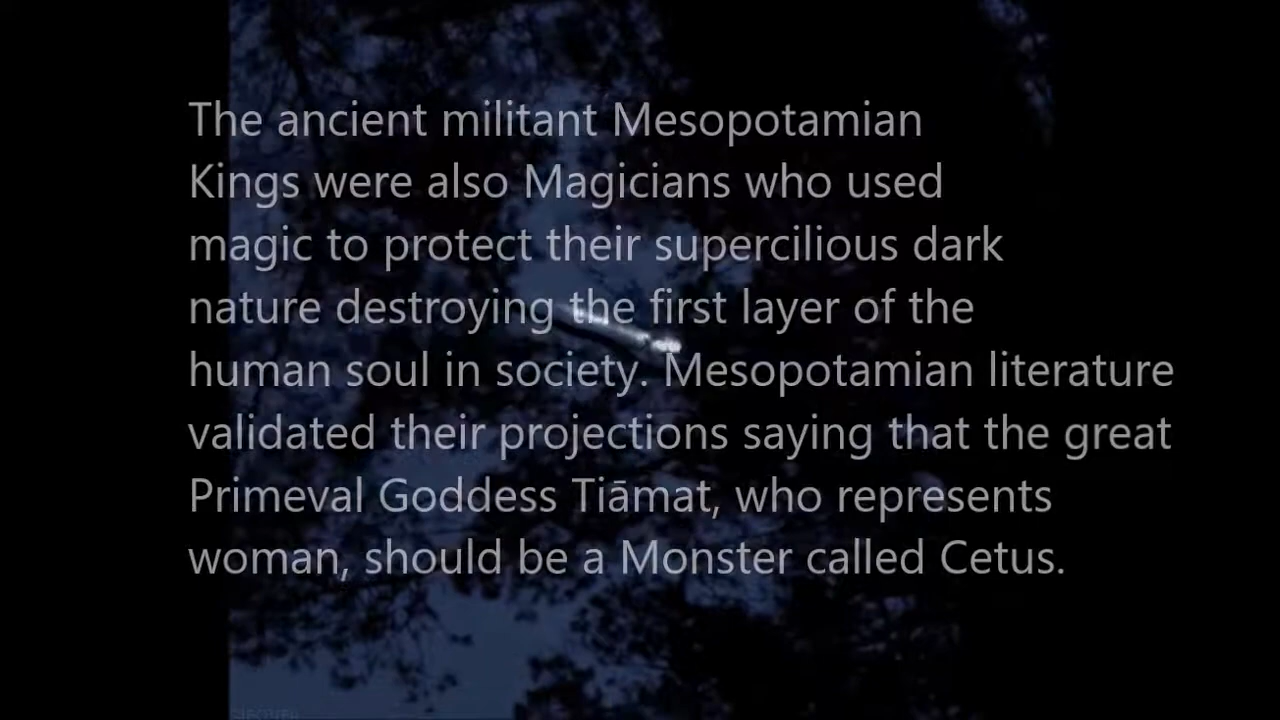 The ancient militant Mesopotamian
Kings were also Magicians who used
magic to protect their supercilious dark
nature destroying the first layer of the
human soul in society. Mesopotamian literature
validated their projections saying that the great
Primeval Goddess Tiāmat, who represents
woman, should be a Monster called Cetus.